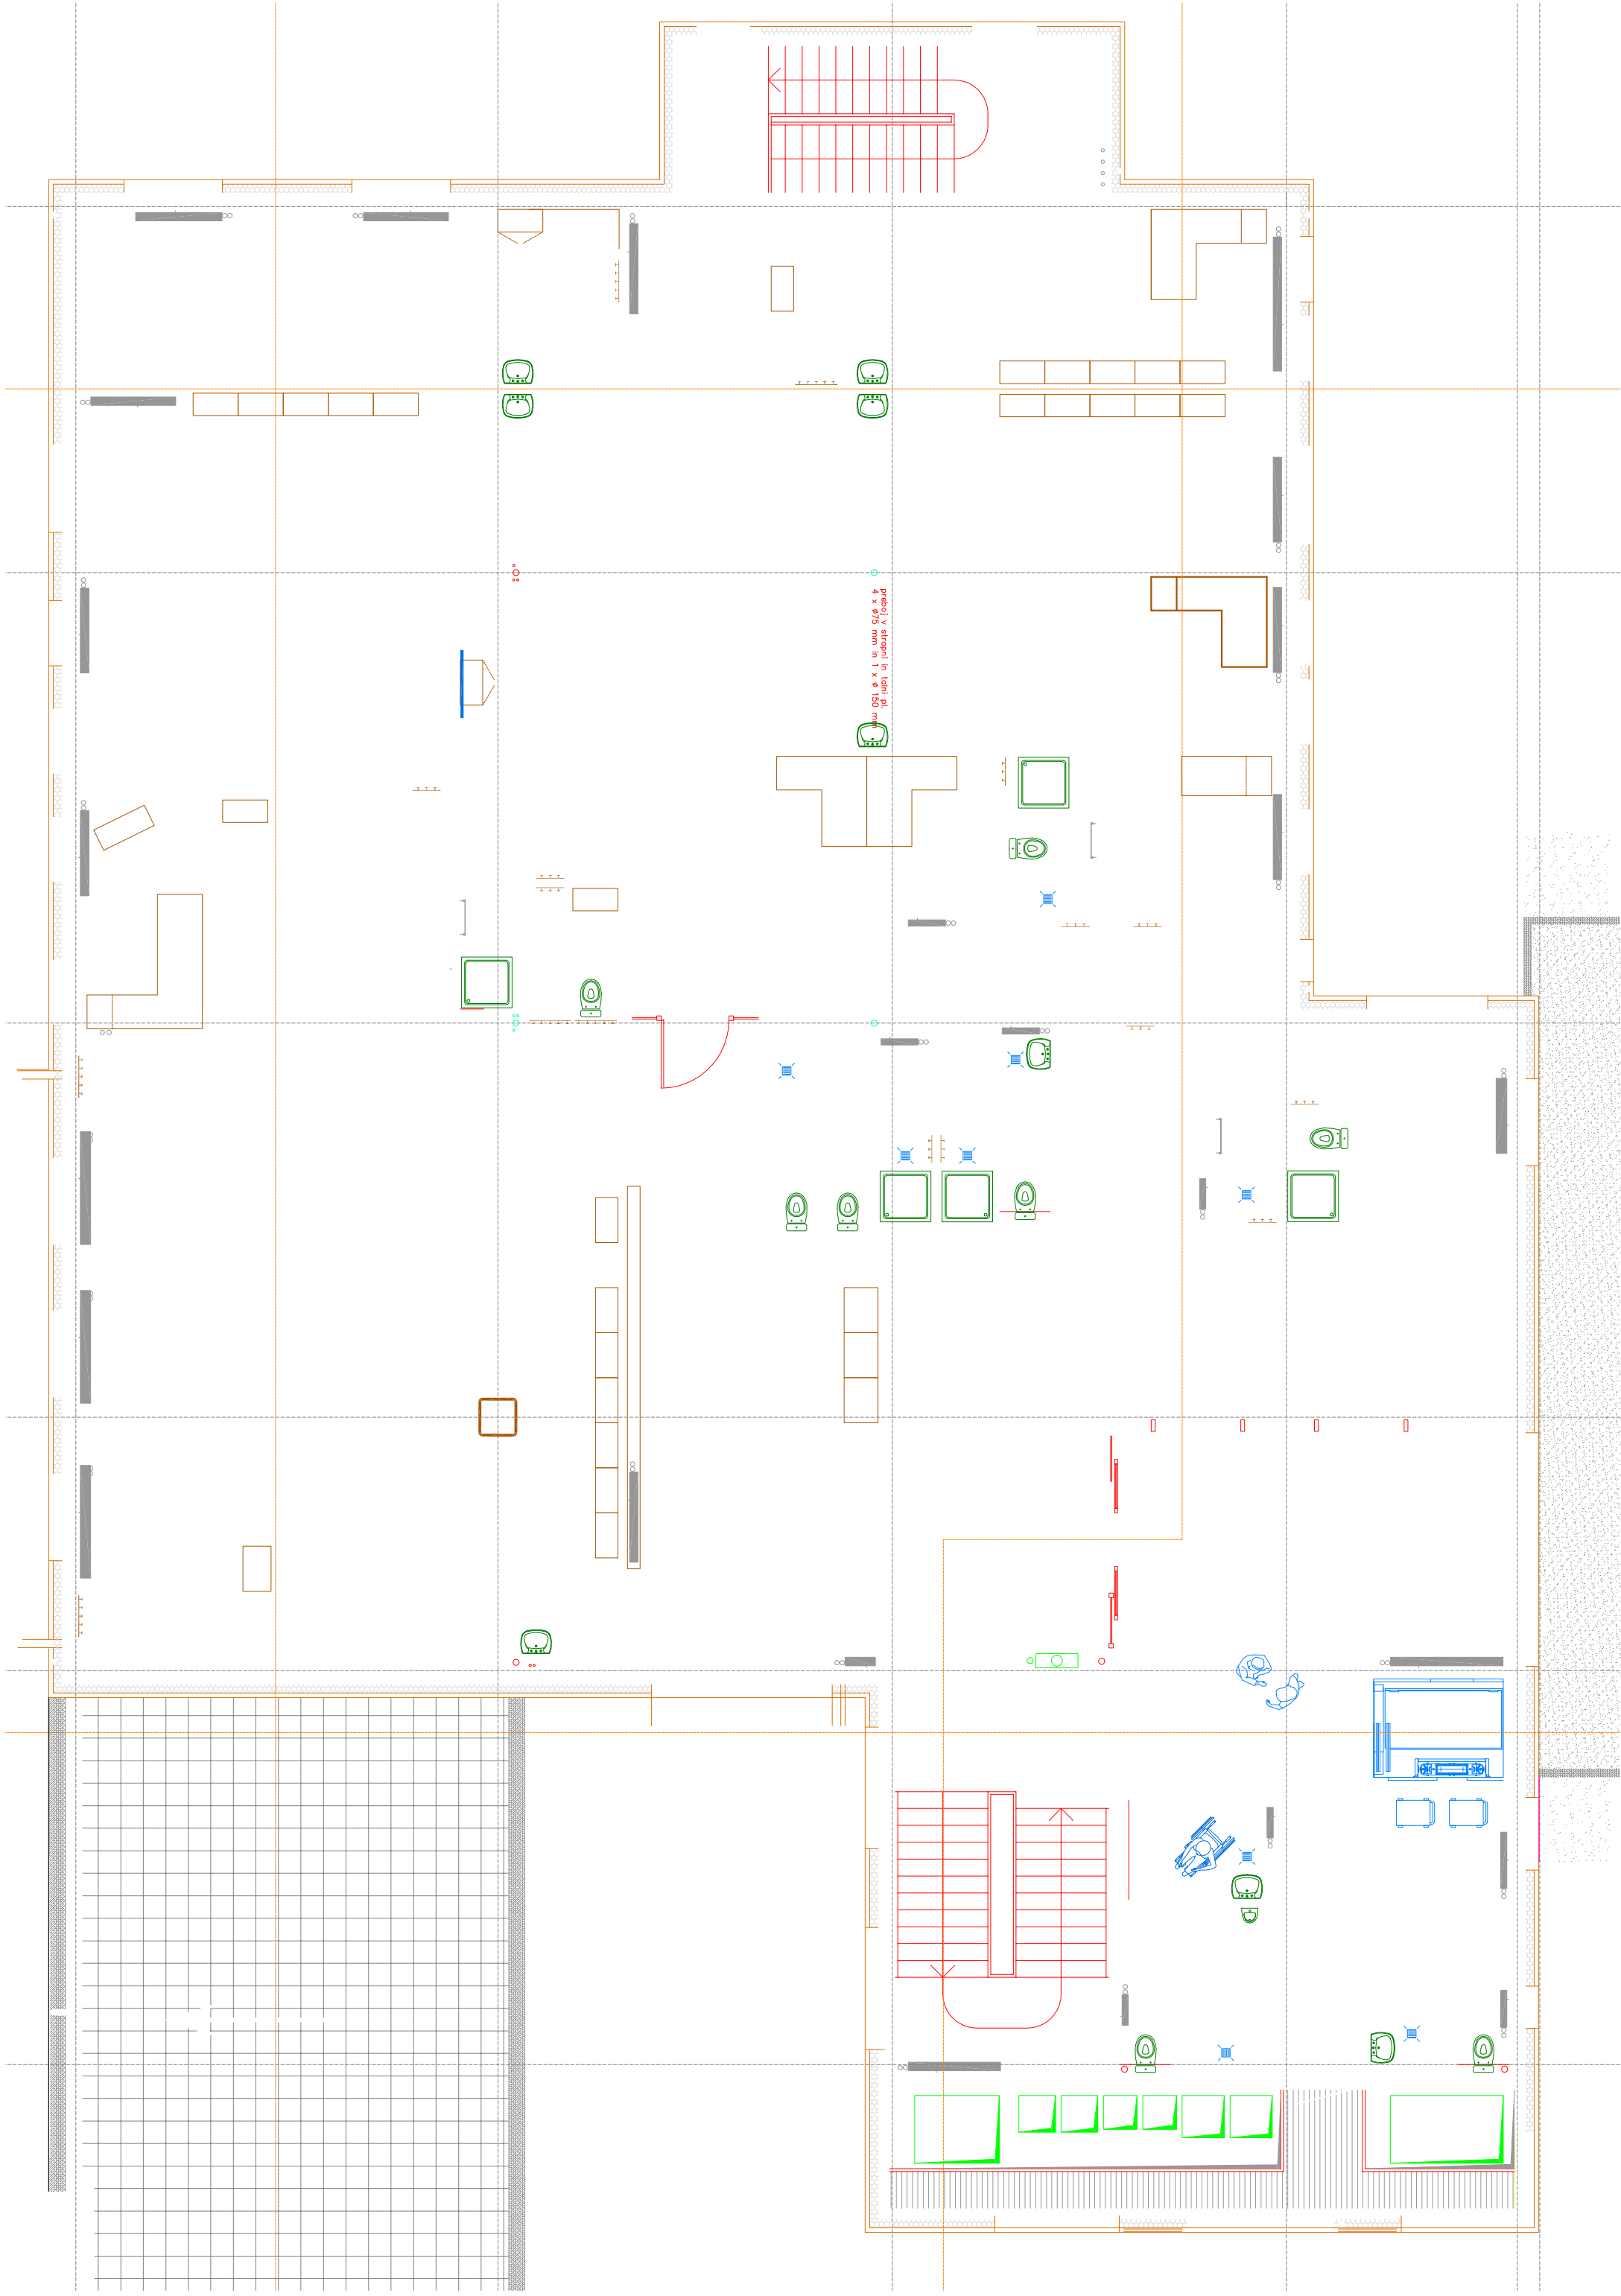 preboj v stropni in talni pl.
4 x ø75 mm in 1 x ø 150 mm